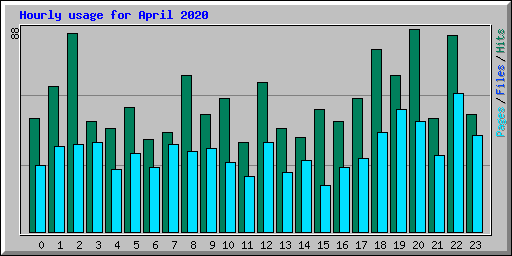 Hourly usage for April 2020
88
Pages/Files/Hits
0 1 2 3 4 5 6 7 8 9 10 11 12 13 14 15 16 17 18 19 20 21 22 23